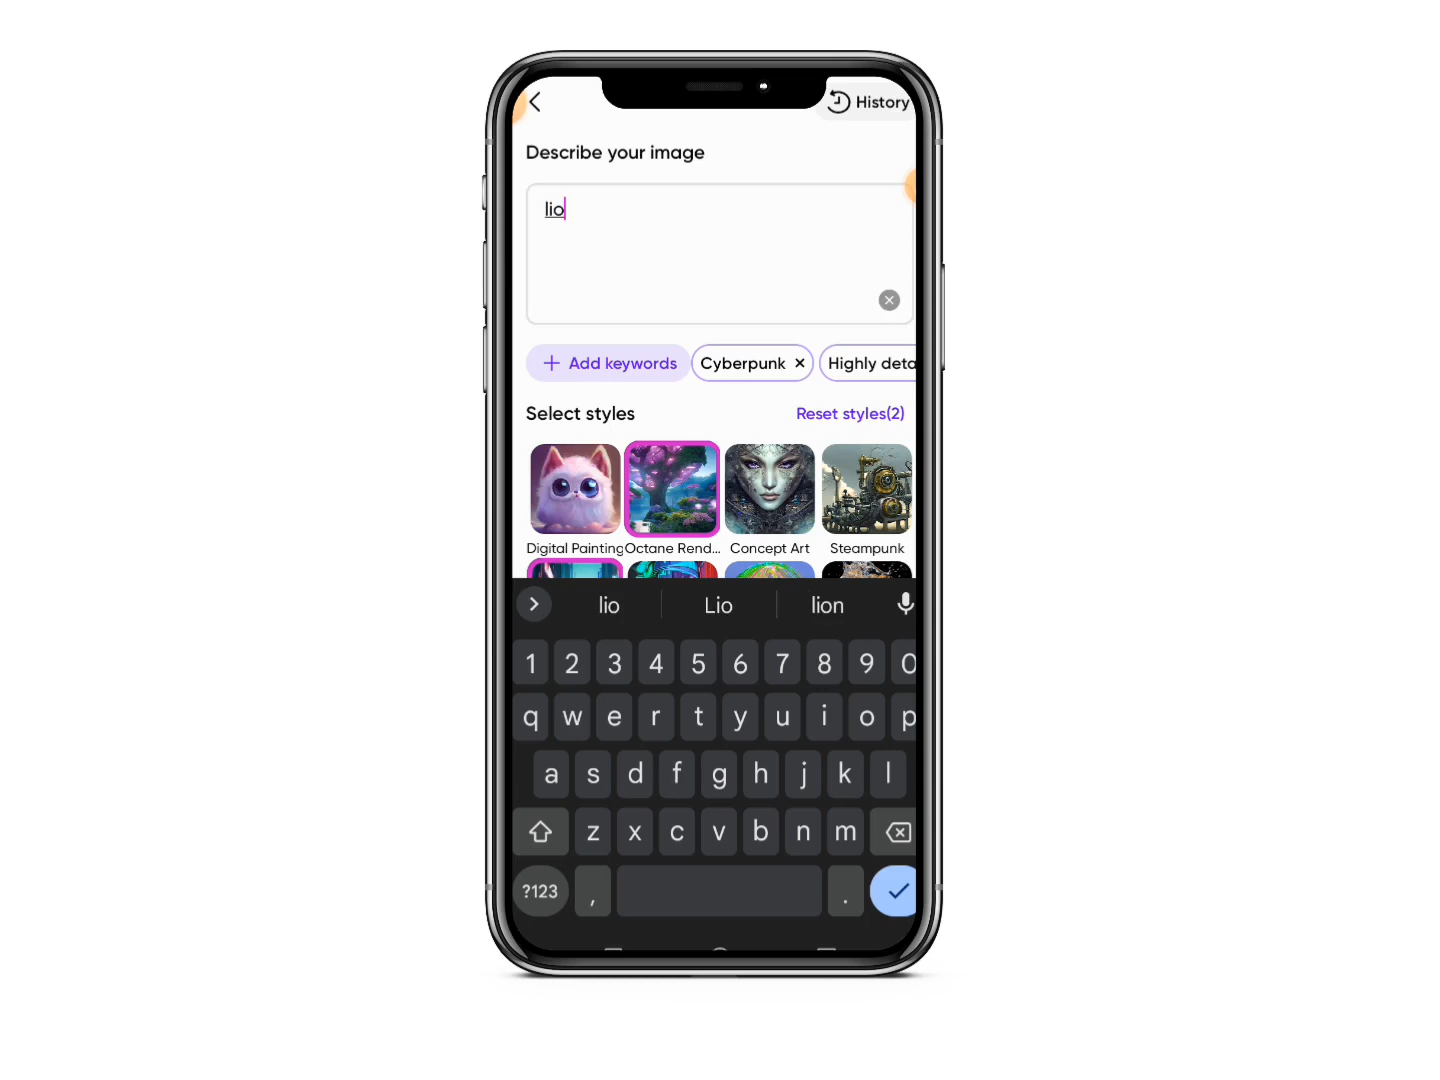 History
Describe your image
lio
Add keywords Cyberpunk × Highly deta
Select styles Reset styles(2)
Digital Painting Octane Rend... Concept Art Steampunk
lio Lio lion
1 2 3 4 5 6 7 8 9 0
q w e r t y u i o p
a s d f g h j k l
z x c v b n m
?123 , .